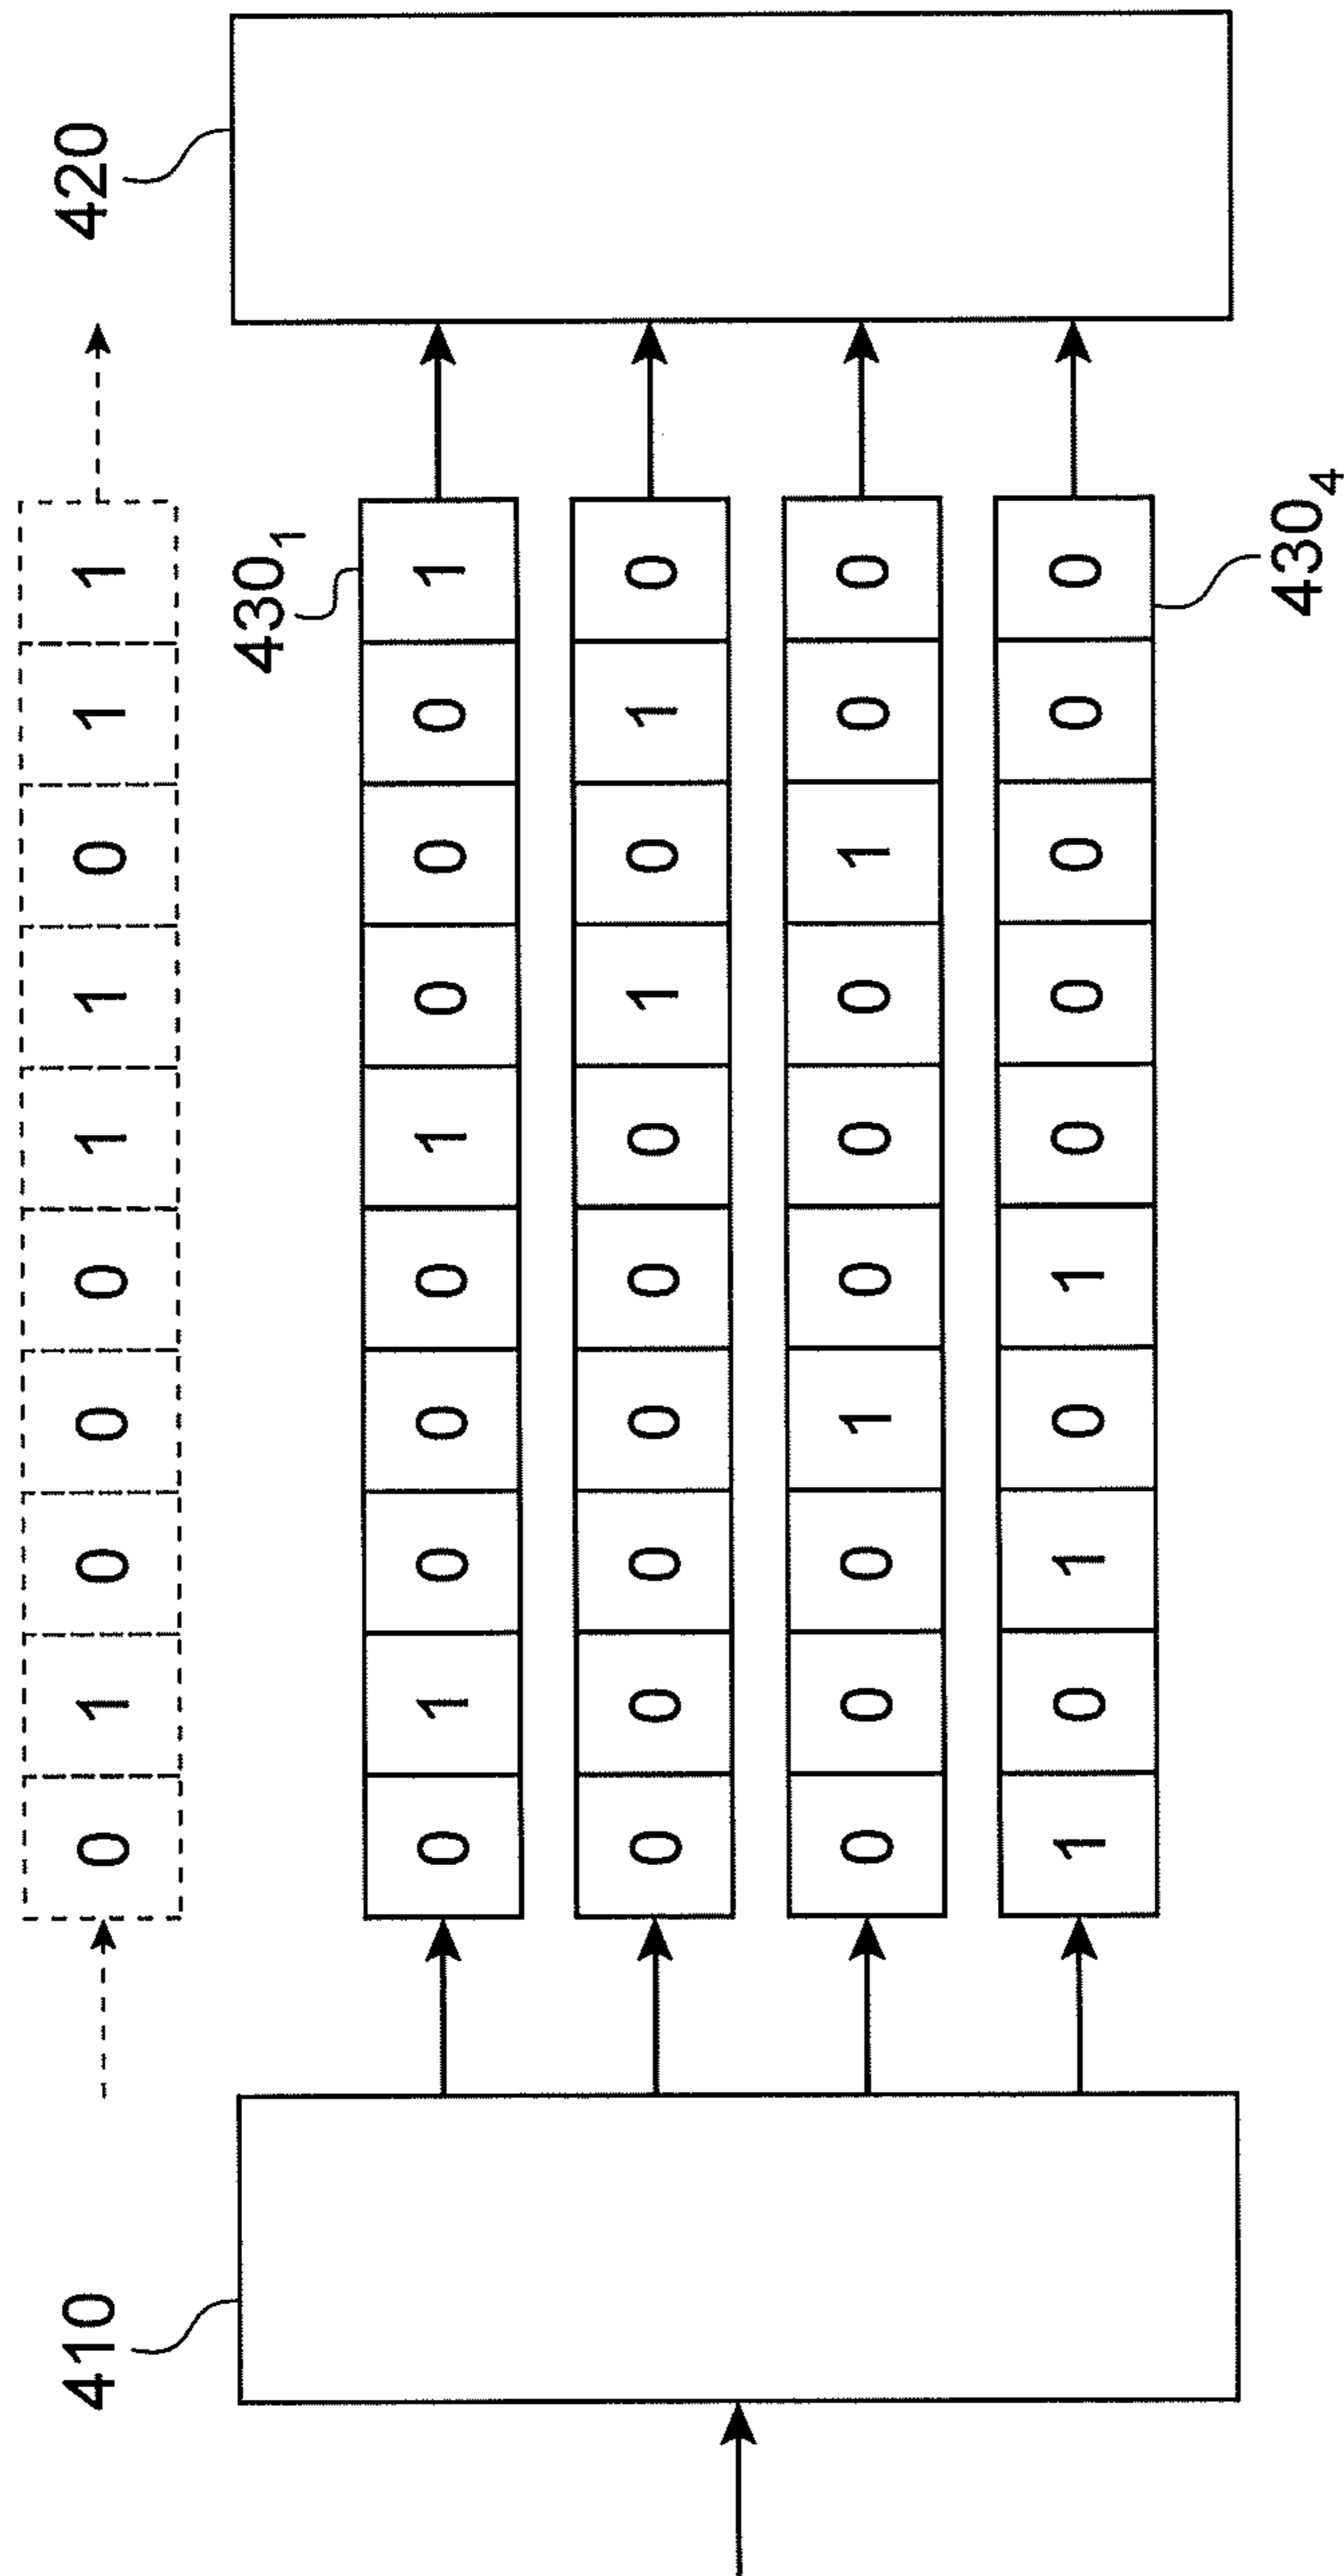 0 1 0 0 0 1 1 0 1 1
410
420
430₁
0 1 0 0 0 1 0 0 0 1
0 0 0 0 0 0 1 0 1 0
0 0 0 1 0 0 0 1 0 0
1 0 1 0 1 0 0 0 0 0
430₄